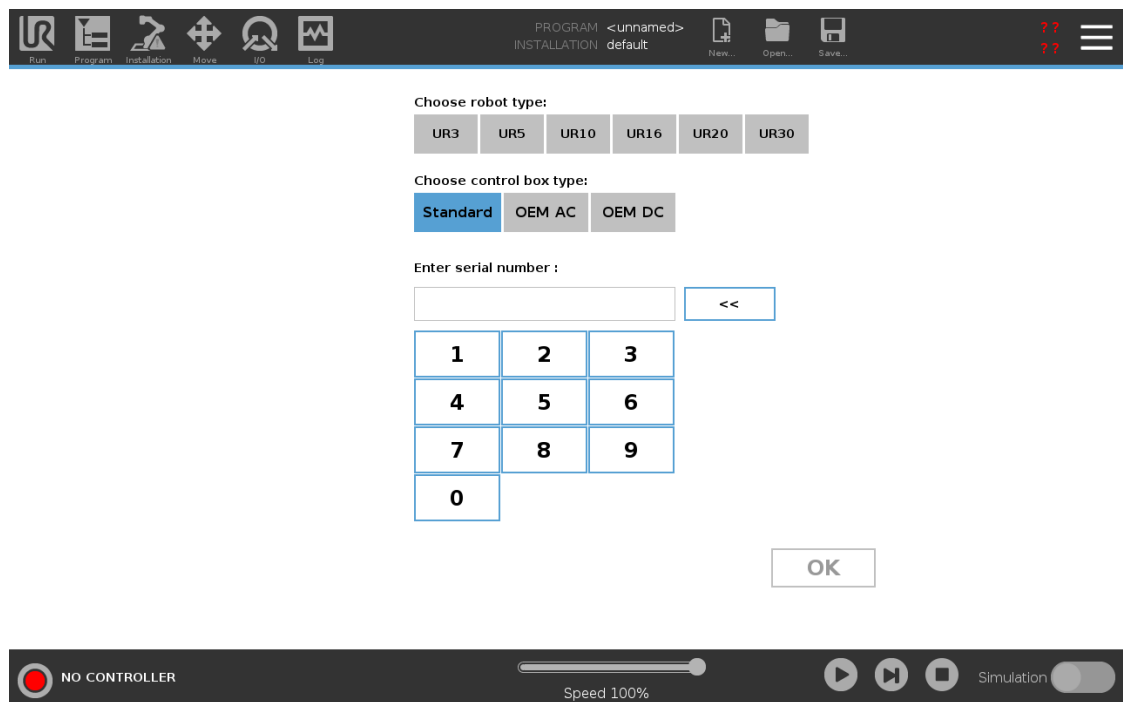 PROGRAM <unnamed> ? ?
INSTALLATION default ? ?
Run Program Installation Move I/O Log New... Open... Save...
Choose robot type:
UR3 UR5 UR10 UR16 UR20 UR30
Choose control box type:
Standard OEM AC OEM DC
Enter serial number :
<<
1 2 3
4 5 6
7 8 9
0
OK
NO CONTROLLER
Speed 100%
Simulation